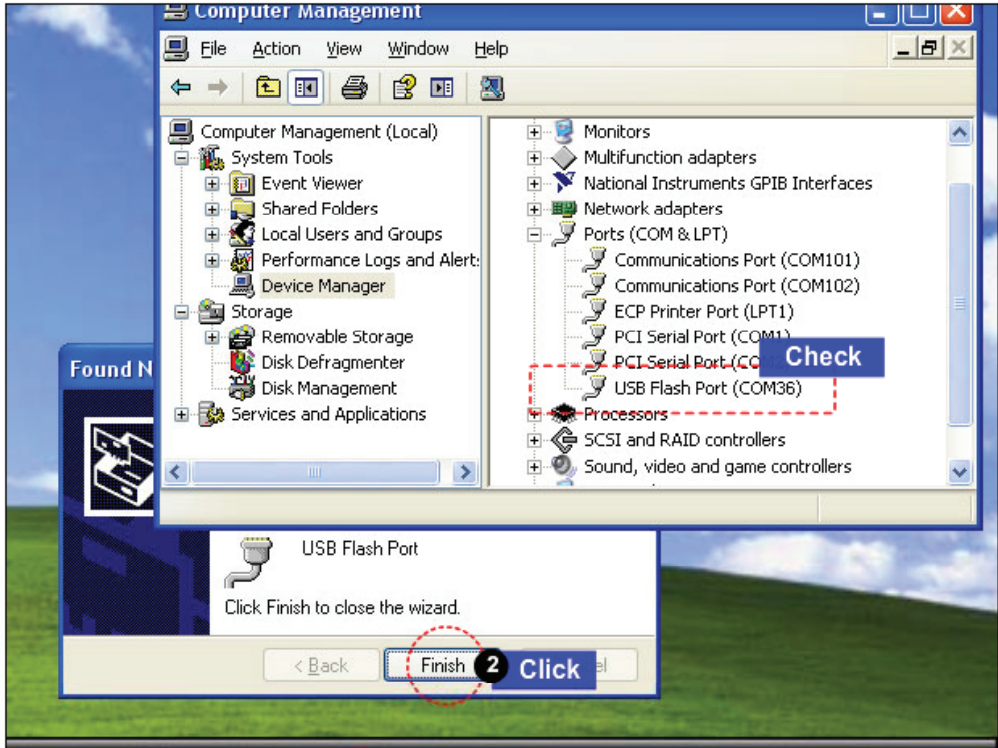 Computer Management
File Action View Window Help
Computer Management (Local)
System Tools
Event Viewer
Shared Folders
Local Users and Groups
Performance Logs and Alert
Device Manager
Storage
Removable Storage
Disk Defragmenter
Disk Management
Services and Applications
Monitors
Multifunction adapters
National Instruments GPIB Interfaces
Network adapters
Ports (COM & LPT)
Communications Port (COM101)
Communications Port (COM102)
ECP Printer Port (LPT1)
PCI Serial Port (COM1)
PCI Serial Port
Check
USB Flash Port (COM36)
Processors
SCSI and RAID controllers
Sound, video and game controllers
Found N
USB Flash Port
Click Finish to close the wizard.
< Back Finish 2 Click el